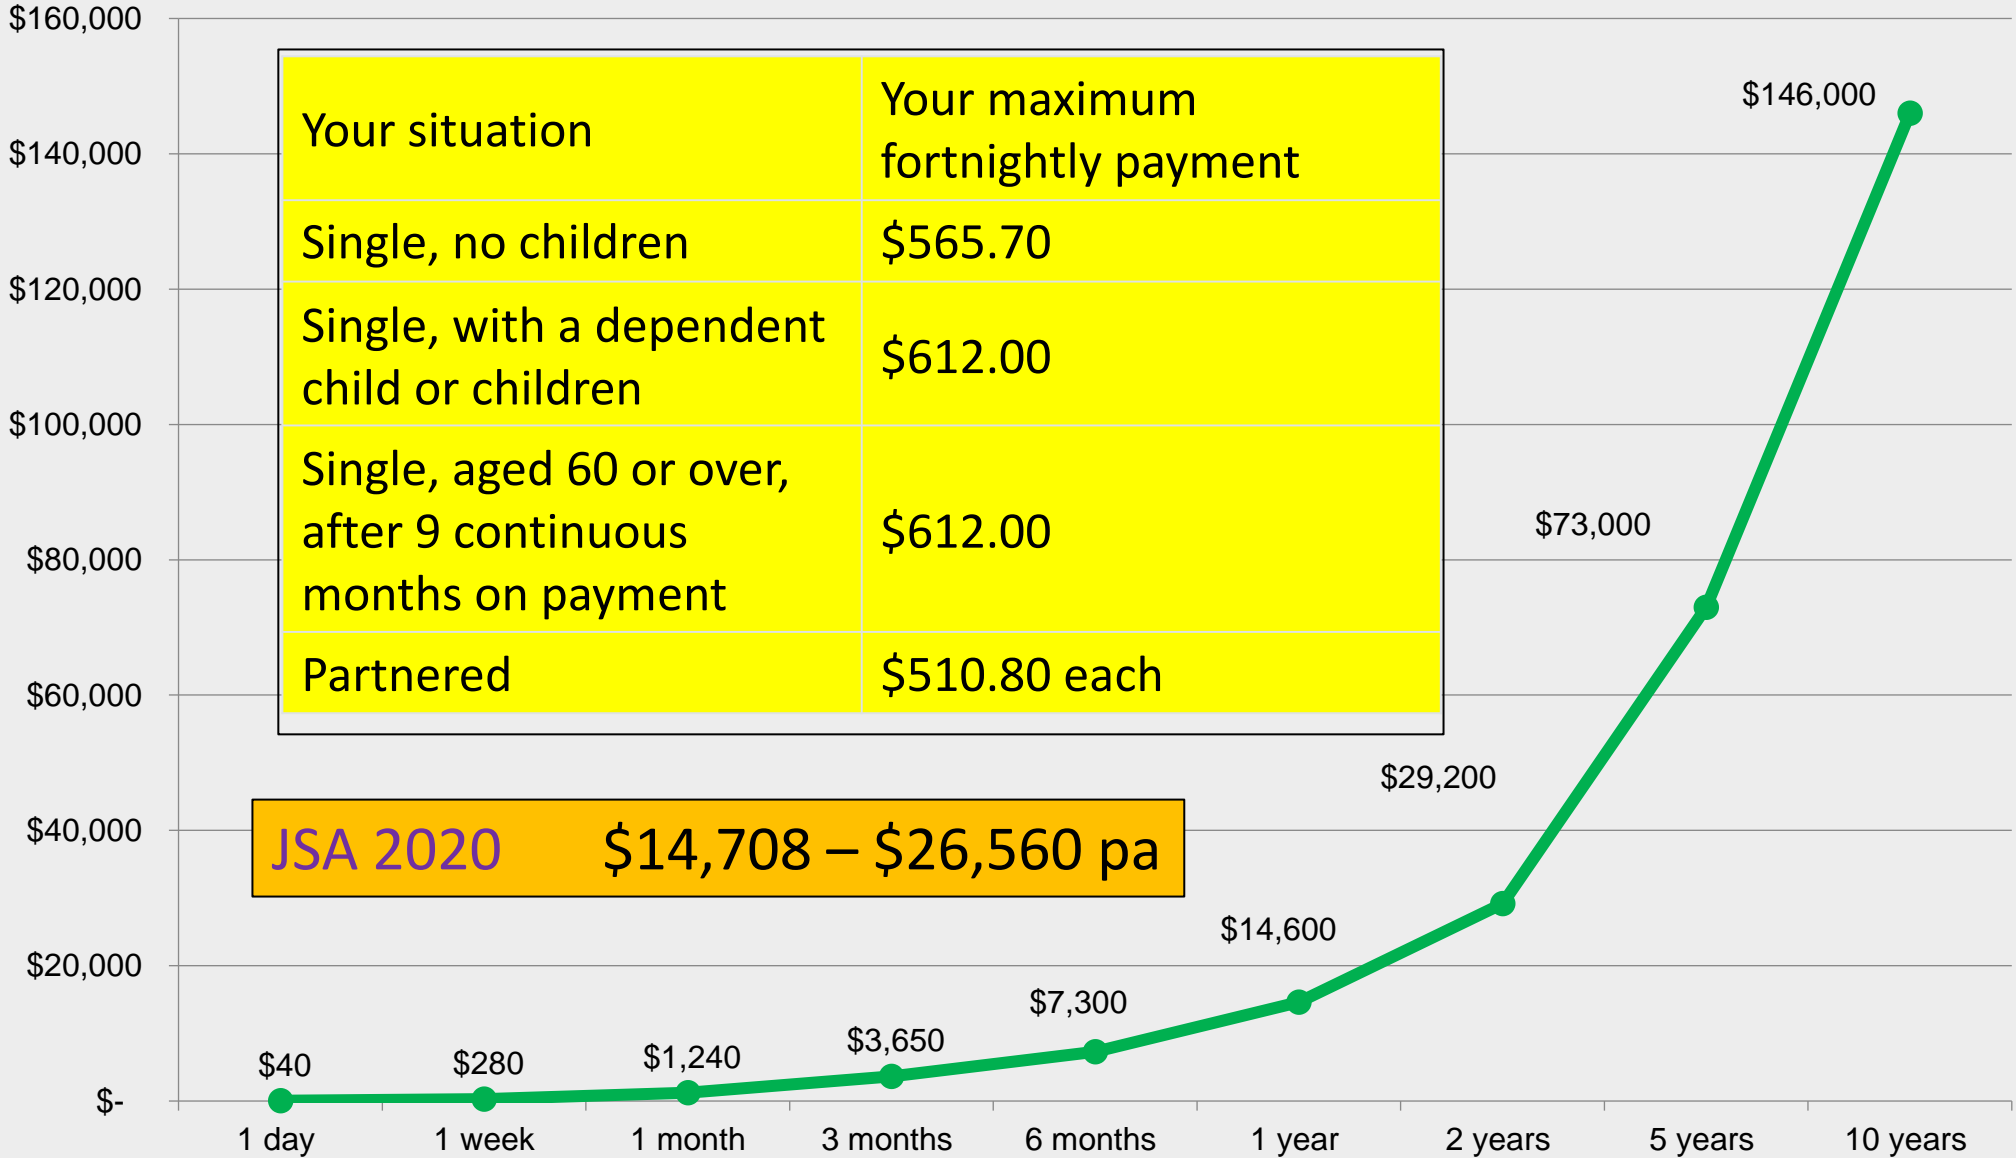 $160,000
$140,000
$120,000
$100,000
$80,000
$60,000
$40,000
$20,000
$-
Your situation
Your maximum
fortnightly payment
Single, no children
$565.70
Single, with a dependent
child or children
$612.00
Single, aged 60 or over,
after 9 continuous
months on payment
$612.00
Partnered
$510.80 each
JSA 2020 $14,708 – $26,560 pa
$40
$280
$1,240
$3,650
$7,300
$14,600
$29,200
$73,000
$146,000
1 day
1 week
1 month
3 months
6 months
1 year
2 years
5 years
10 years